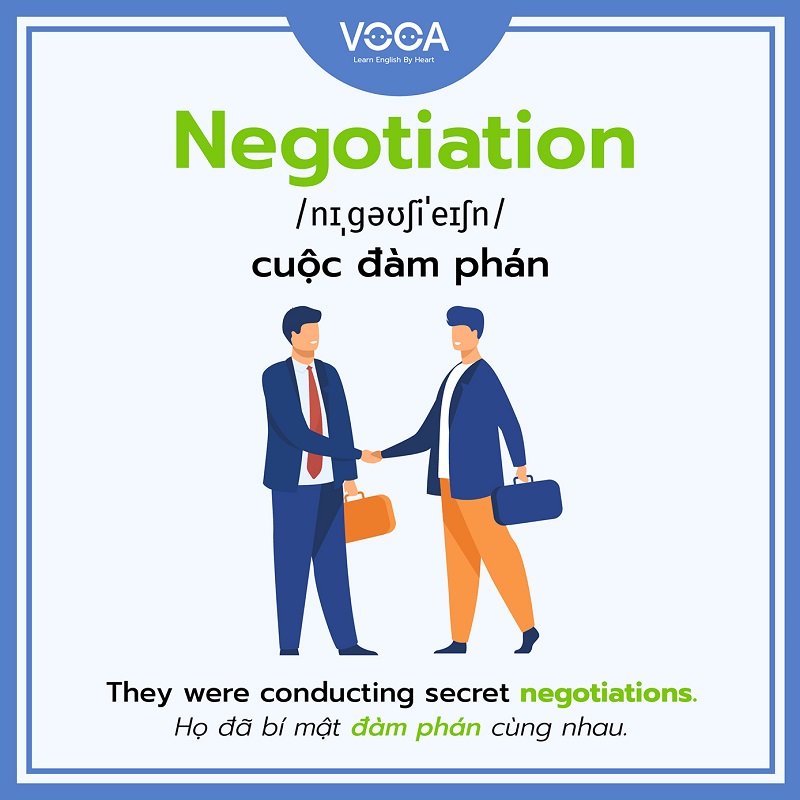 VOCA
Learn English By Heart
Negotiation
/nɪˌɡəʊʃiˈeɪʃn/
cuộc đàm phán
They were conducting secret negotiations.
Họ đã bí mật đàm phán cùng nhau.